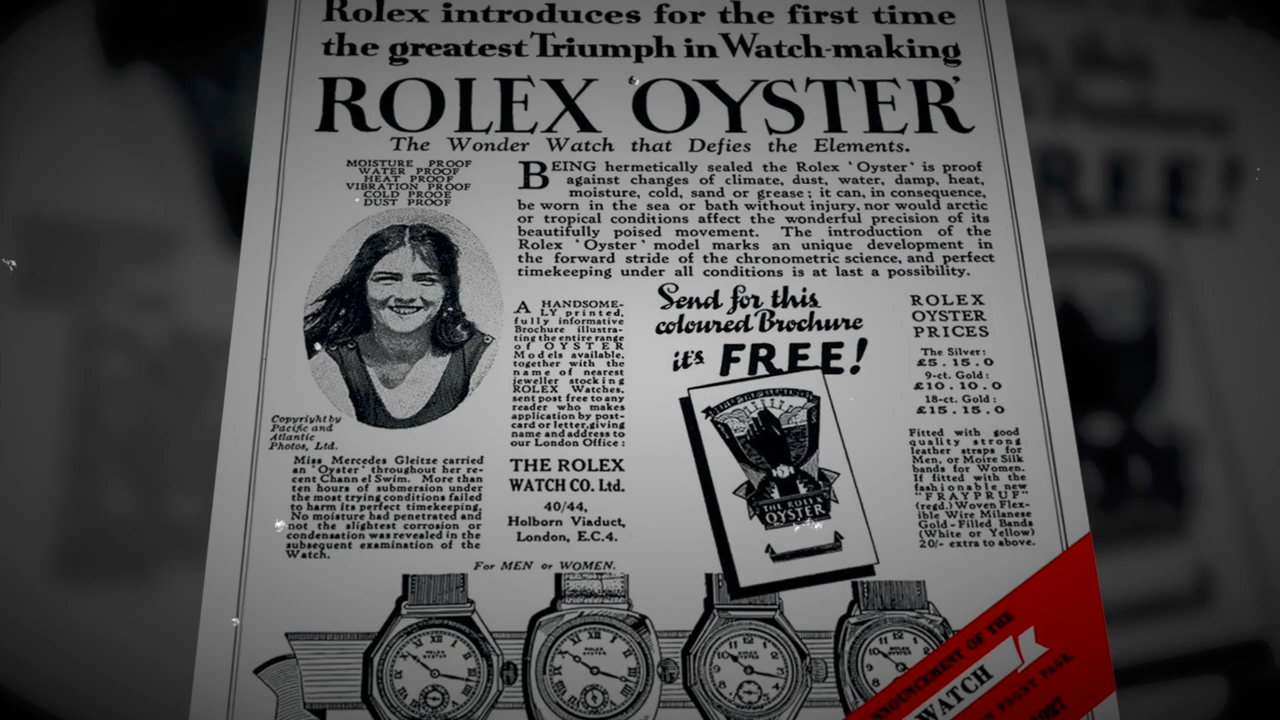 Rolex introduces for the first time
the greatest Triumph in Watch-making
ROLEX 'OYSTER'
The Wonder Watch that Defies the Elements.
MOISTURE PROOF
WATER PROOF
HEAT PROOF
VIBRATION PROOF
COLD PROOF
DUST PROOF
BEING hermetically sealed the Rolex 'Oyster' is proof
against changes of climate, dust, water, damp, heat,
moisture, cold, sand or grease; it can, in consequence,
be worn in the sea or bath without injury, nor would arctic
or tropical conditions affect the wonderful precision of its
beautifully poised movement. The introduction of the
Rolex 'Oyster' model marks an unique development in
the forward stride of the chronometric science, and perfect
timekeeping under all conditions is at last a possibility.
Copyright by
Pacific and
Atlantic
Photos, Ltd.
Miss Mercedes Gleitze carried
an 'Oyster' throughout her re-
cent Channel Swim. More than
ten hours of submersion under
the most trying conditions failed
to harm its perfect timekeeping.
No moisture had penetrated and
not the slightest corrosion or
condensation was revealed in the
subsequent examination of the
Watch.
A HANDSOME-
LY printed,
fully informative
Brochure illustra-
ting the entire range
of OYSTER
Models available,
together with the
name of nearest
jeweller stocking
ROLEX Watches,
sent post free to any
reader who makes
application by post-
card or letter, giving
name and address to
our London Office:
THE ROLEX
WATCH CO. Ltd.
40/44,
Holborn Viaduct,
London, E.C.4.
Send for this
coloured Brochure
it's FREE!
THE ROLEX
OYSTER
ROLEX
OYSTER
PRICES
The Silver:
£5.15.0
9-ct. Gold:
£10.10.0
18-ct. Gold:
£15.15.0
Fitted with good
quality strong
leather straps for
Men, or Moire Silk
bands for Women.
If fitted with the
fashionable new
"FRAYPRUF"
(regd.) Woven Flex-
ible Wire Milanese
Gold-Filled Bands
(White or Yellow)
20/- extra to above.
For MEN or WOMEN.
ANNOUNCEMENT OF THE
WATCH
FRONT PAGE
1927
FREE!